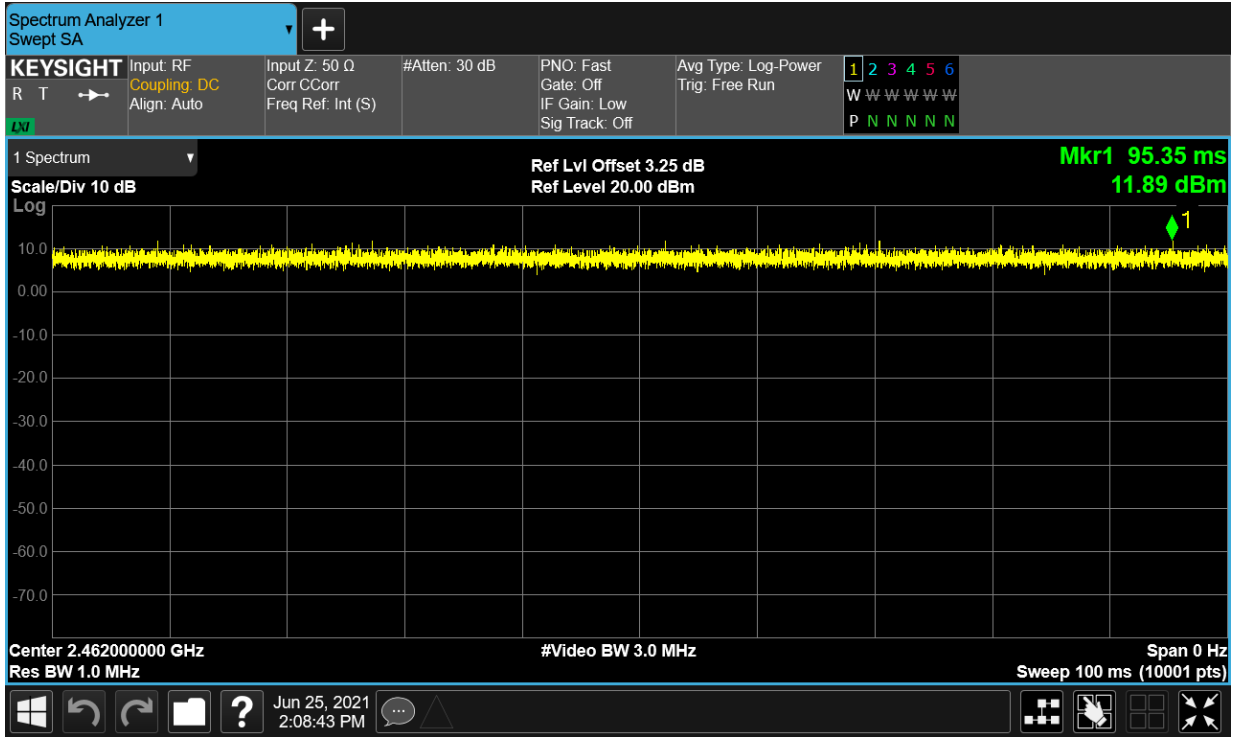 Spectrum Analyzer 1
Swept SA
KEYSIGHT
R T
LXI
Input: RF
Coupling: DC
Align: Auto
Input Z: 50 Ω
Corr CCorr
Freq Ref: Int (S)
#Atten: 30 dB
PNO: Fast
Gate: Off
IF Gain: Low
Sig Track: Off
Avg Type: Log-Power
Trig: Free Run
1 2 3 4 5 6
W W W W W W
P N N N N N
1 Spectrum
Scale/Div 10 dB
Ref Lvl Offset 3.25 dB
Ref Level 20.00 dBm
Mkr1 95.35 ms
11.89 dBm
Log
1
10.0
0.00
-10.0
-20.0
-30.0
-40.0
-50.0
-60.0
-70.0
Center 2.462000000 GHz
#Video BW 3.0 MHz
Span 0 Hz
Res BW 1.0 MHz
Sweep 100 ms (10001 pts)
?
Jun 25, 2021
2:08:43 PM